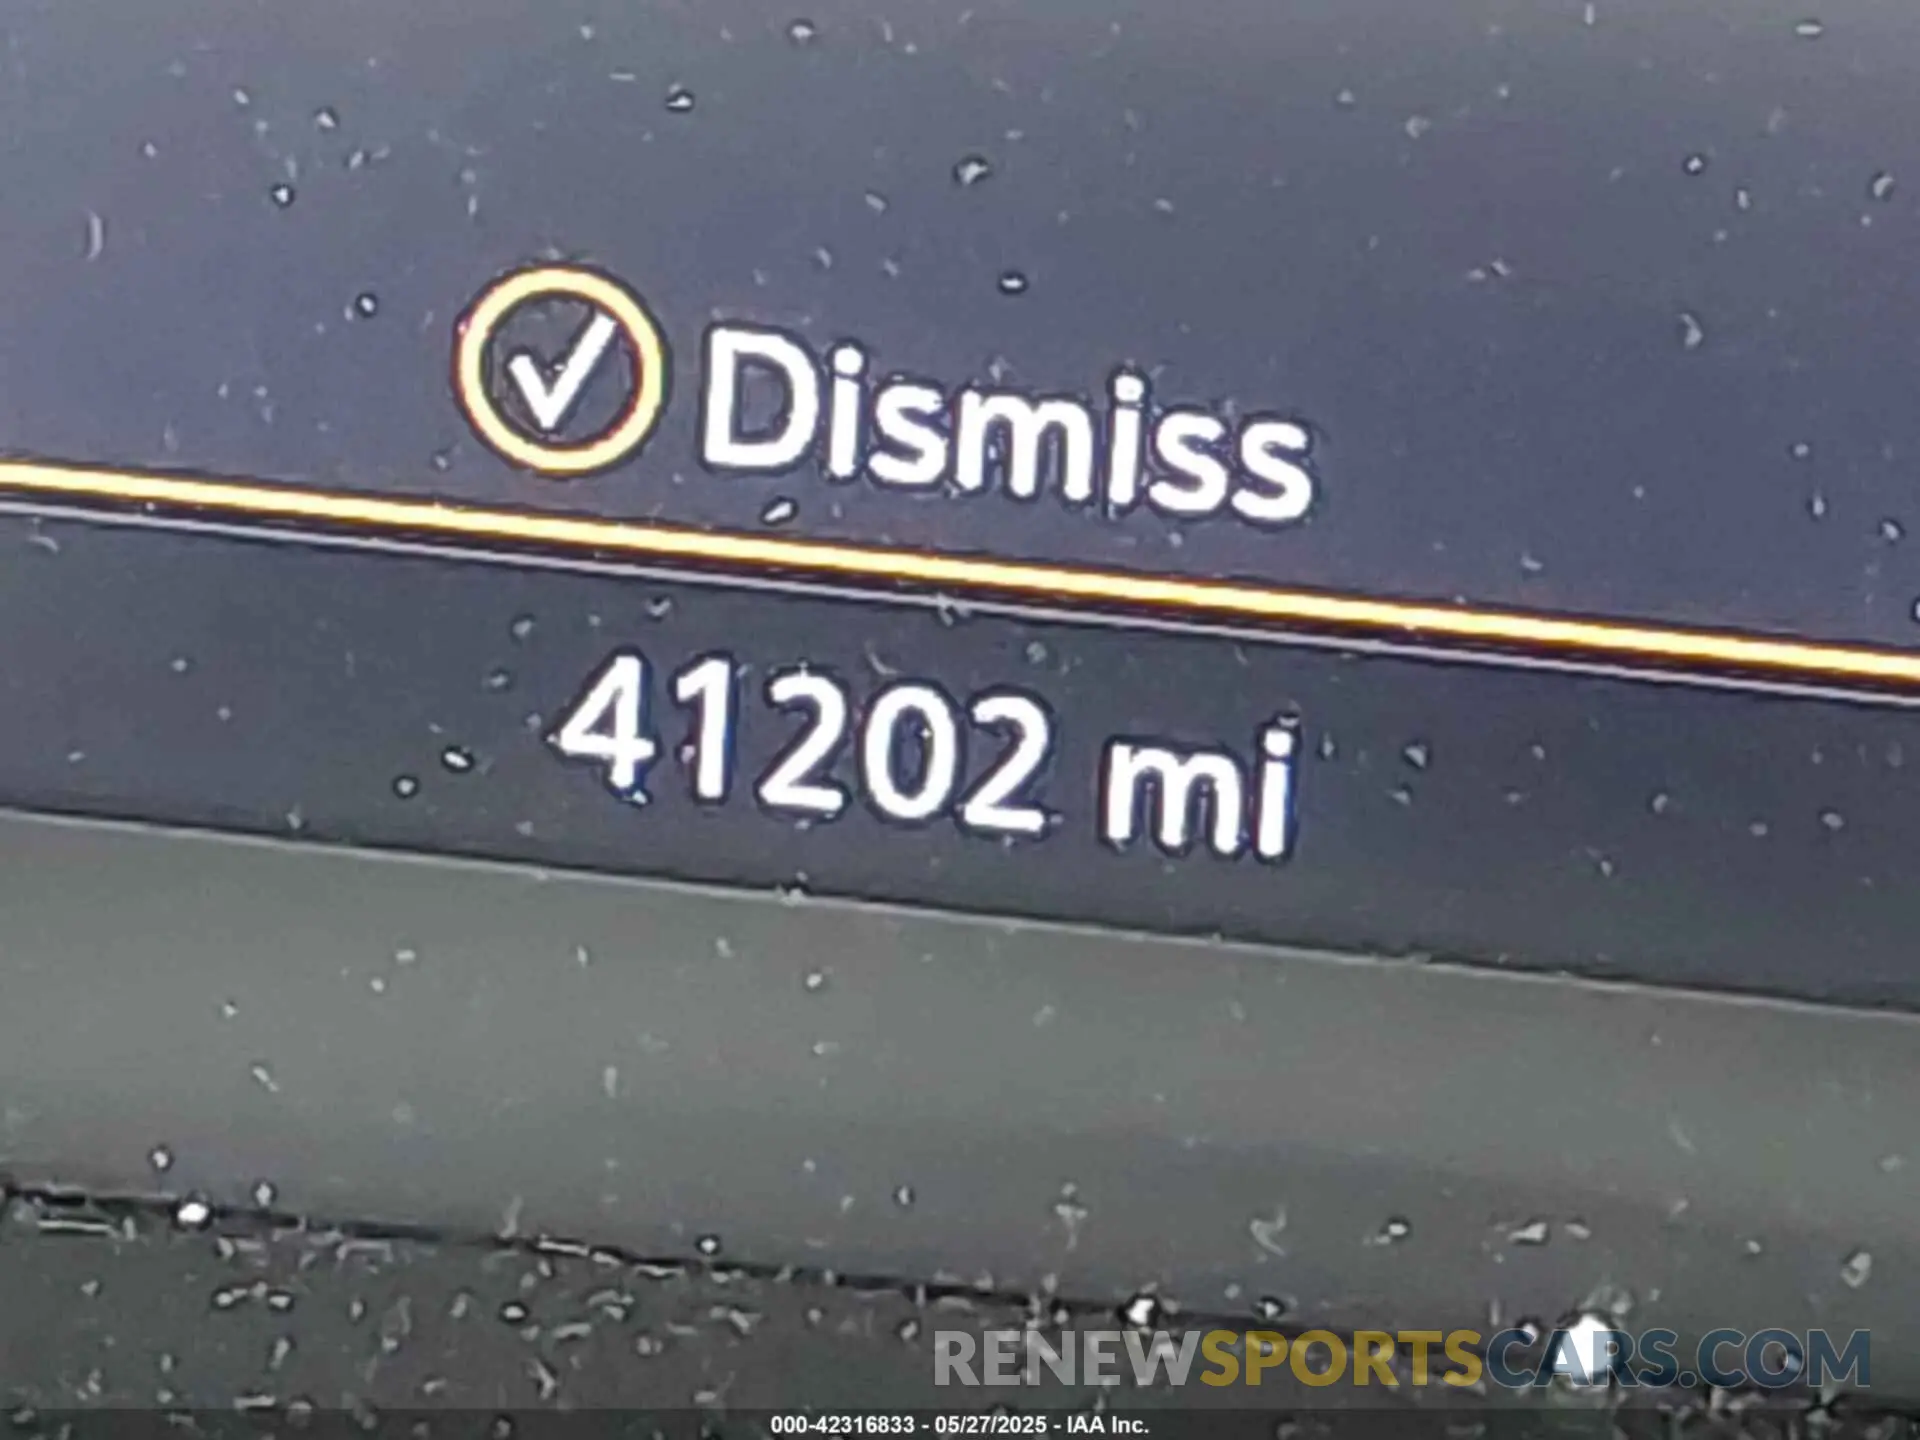 Dismiss
41202 mi
RENEWSPORTSCARS.COM
000-42316833 - 05/27/2025 - IAA Inc.